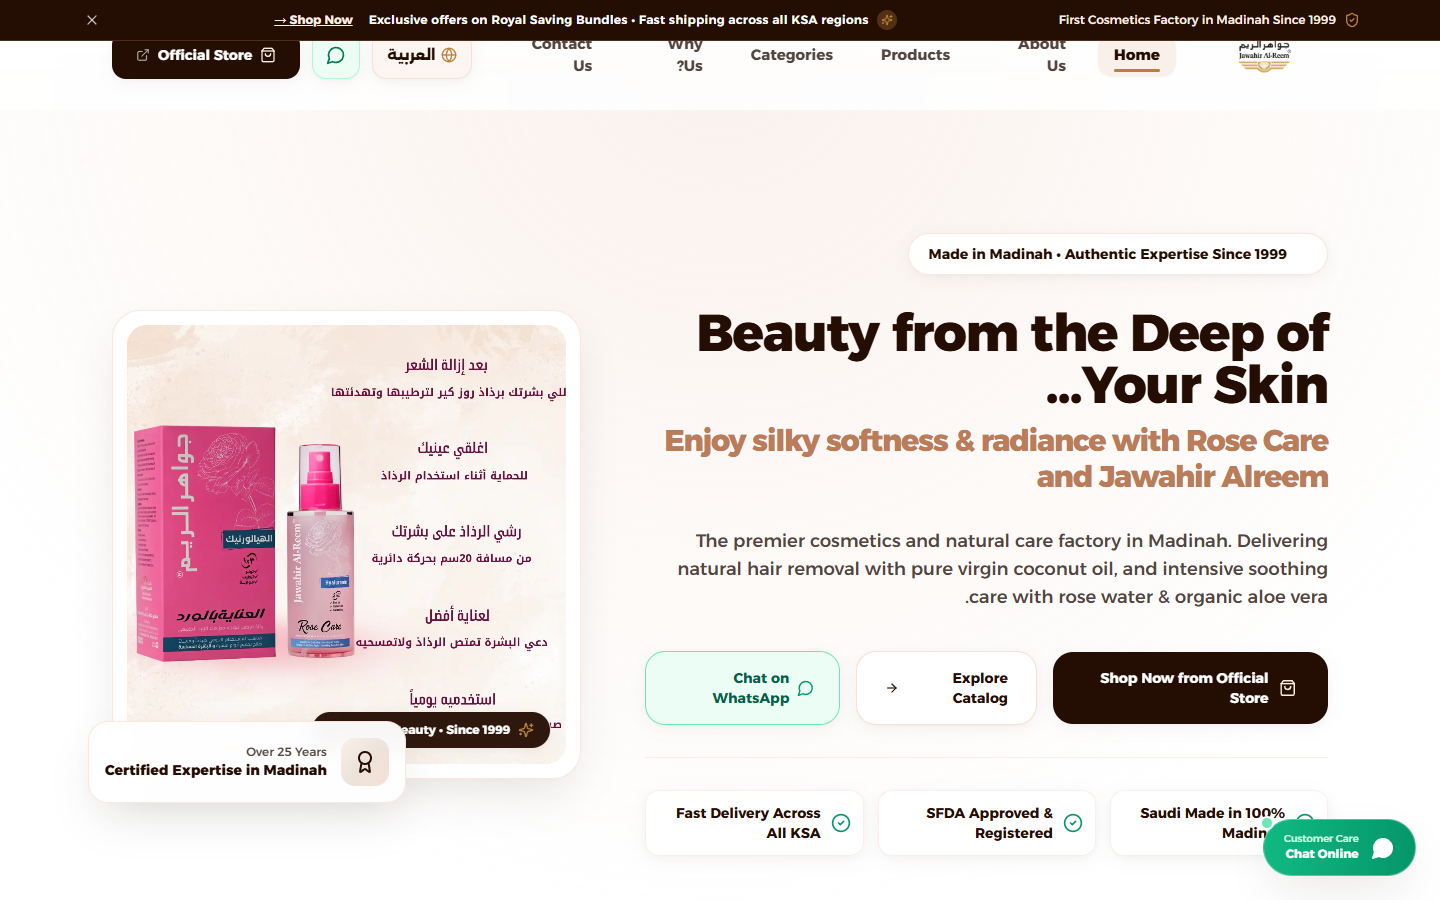 First Cosmetics Factory in Madinah Since 1999
Exclusive offers on Royal Saving Bundles • Fast shipping across all KSA regions
Shop Now →
جواهر الريم
Jawahir Al-Reem
Home
About Us
Products
Categories
Why Us?
Contact Us
العربية
Official Store
Made in Madinah • Authentic Expertise Since 1999
Beauty from the Deep of
Your Skin...
Enjoy silky softness & radiance with Rose Care
and Jawahir Alreem
The premier cosmetics and natural care factory in Madinah. Delivering
natural hair removal with pure virgin coconut oil, and intensive soothing
care with rose water & organic aloe vera.
Shop Now from Official
Store
Explore
Catalog
Chat on
WhatsApp
Saudi Made in 100%
SFDA Approved &
Registered
Fast Delivery Across
All KSA
Customer Care
Chat Online
بعد إزالة الشعر
بشرتك برذاذ روز كير لترطيبها وتهدئتها
اغلقي عينيك
للحماية أثناء استخدام الرذاذ
رشي الرذاذ على بشرتك
من مسافة 20سم بحركة دائرية
لعناية أفضل
دعي البشرة تمتص الرذاذ ولاتمسحيه
استخدميه يومياً
جواهر الريم
الهيالورنيك
العناية بالورد
Jawahir Al-Reem
Hyaluronic
Rose Care
• Since 1999
Over 25 Years
Certified Expertise in Madinah